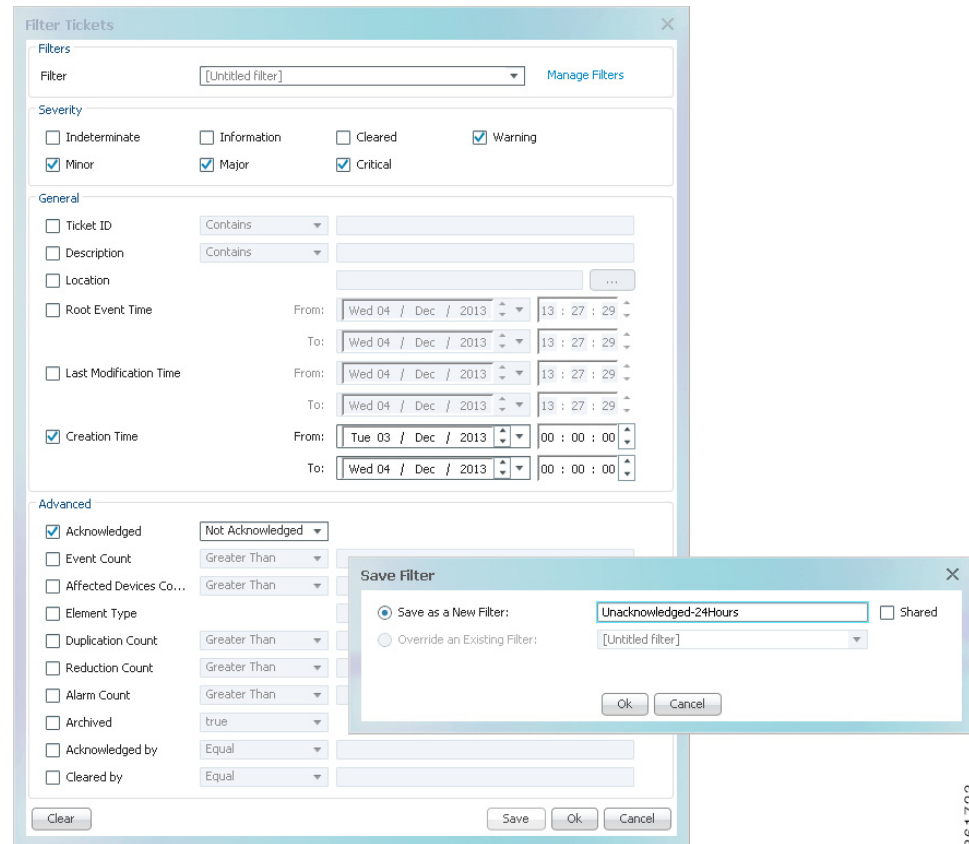 Filter Tickets
Filters
Filter [Untitled filter] Manage Filters
Severity
Indeterminate Information Cleared Warning
Minor Major Critical
General
Ticket ID Contains
Description Contains
Location ...
Root Event Time From: Wed 04 / Dec / 2013 13 : 27 : 29
To: Wed 04 / Dec / 2013 13 : 27 : 29
Last Modification Time From: Wed 04 / Dec / 2013 13 : 27 : 29
To: Wed 04 / Dec / 2013 13 : 27 : 29
Creation Time From: Tue 03 / Dec / 2013 00 : 00 : 00
To: Wed 04 / Dec / 2013 00 : 00 : 00
Advanced
Acknowledged Not Acknowledged
Event Count Greater Than
Affected Devices Co... Greater Than
Element Type
Duplication Count Greater Than
Reduction Count Greater Than
Alarm Count Greater Than
Archived true
Acknowledged by Equal
Cleared by Equal
Clear Save Ok Cancel
Save Filter
Save as a New Filter: Unacknowledged-24Hours Shared
Override an Existing Filter: [Untitled filter]
Ok Cancel